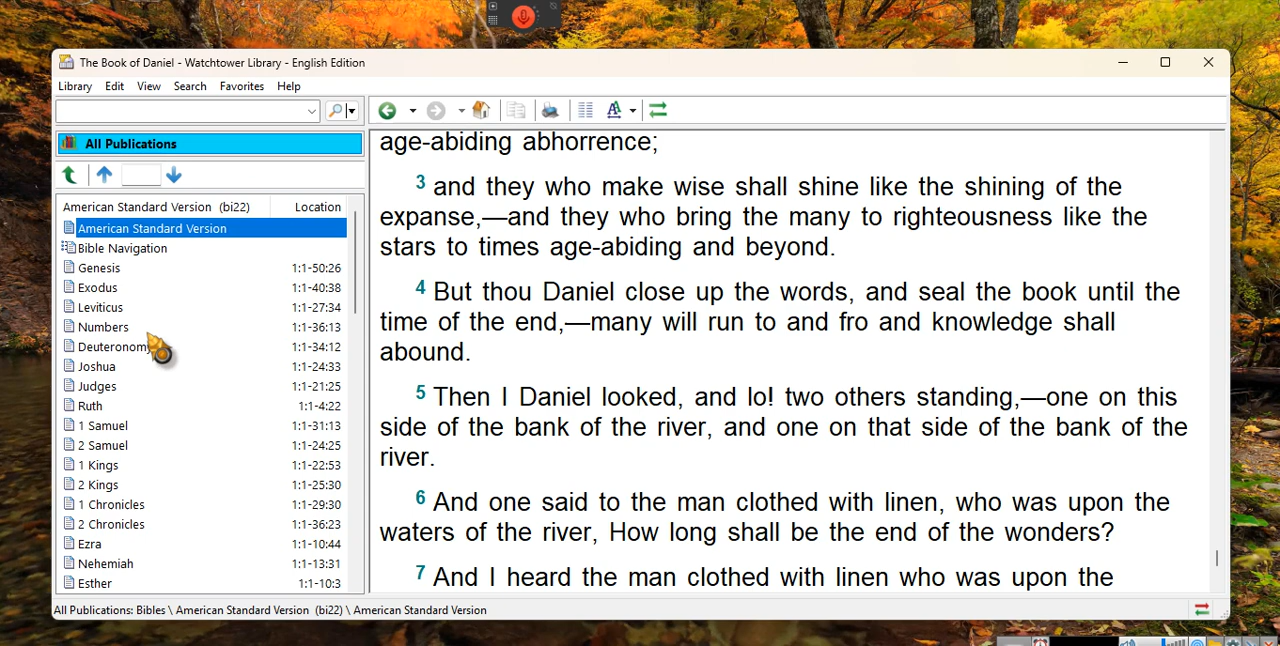 The Book of Daniel - Watchtower Library - English Edition
Library Edit View Search Favorites Help
All Publications
American Standard Version (bi22) Location
American Standard Version
Bible Navigation
Genesis 1:1-50:26
Exodus 1:1-40:38
Leviticus 1:1-27:34
Numbers 1:1-36:13
Deuteronomy 1:1-34:12
Joshua 1:1-24:33
Judges 1:1-21:25
Ruth 1:1-4:22
1 Samuel 1:1-31:13
2 Samuel 1:1-24:25
1 Kings 1:1-22:53
2 Kings 1:1-25:30
1 Chronicles 1:1-29:30
2 Chronicles 1:1-36:23
Ezra 1:1-10:44
Nehemiah 1:1-13:31
Esther 1:1-10:3
age-abiding abhorrence;
3 and they who make wise shall shine like the shining of the
expanse,—and they who bring the many to righteousness like the
stars to times age-abiding and beyond.
4 But thou Daniel close up the words, and seal the book until the
time of the end,—many will run to and fro and knowledge shall
abound.
5 Then I Daniel looked, and lo! two others standing,—one on this
side of the bank of the river, and one on that side of the bank of the
river.
6 And one said to the man clothed with linen, who was upon the
waters of the river, How long shall be the end of the wonders?
7 And I heard the man clothed with linen who was upon the
All Publications: Bibles \ American Standard Version (bi22) \ American Standard Version